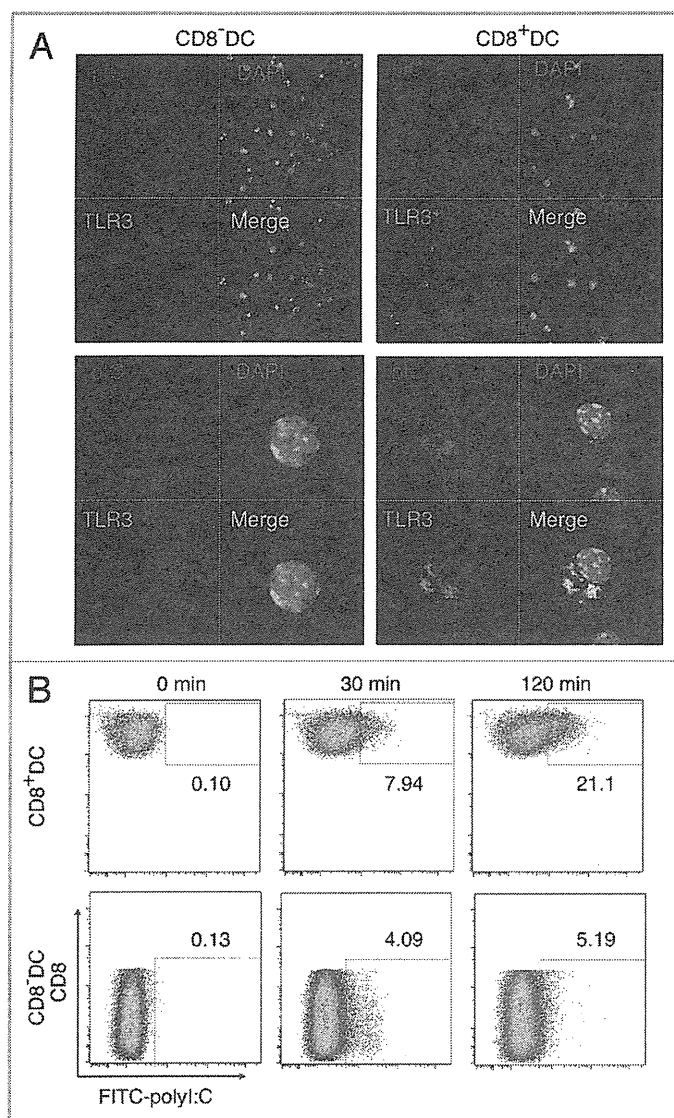 A
CD8⁻DC CD8⁺DC
DAPI DAPI
TLR3 Merge TLR3 Merge
DAPI DAPI
TLR3 Merge TLR3 Merge
B
0 min 30 min 120 min
CD8⁺DC
0.10 7.94 21.1
CD8⁻DC
CD8
0.13 4.09 5.19
FITC-polyI:C